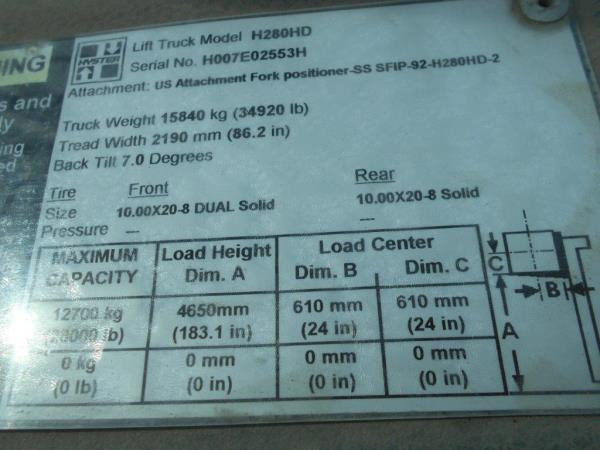 HYSTER
Lift Truck Model H280HD
Serial No. H007E02553H
Attachment: US Attachment Fork positioner-SS SFIP-92-H280HD-2
Truck Weight 15840 kg (34920 lb)
Tread Width 2190 mm (86.2 in)
Back Tilt 7.0 Degrees
ING
s and
ly
ing
ed
Tire Front Rear
Size 10.00X20-8 DUAL Solid 10.00X20-8 Solid
Pressure --- ---
MAXIMUM Load Height Load Center
CAPACITY Dim. A Dim. B Dim. C
12700 kg 4650mm 610 mm 610 mm
(28000 lb) (183.1 in) (24 in) (24 in)
0 kg 0 mm 0 mm 0 mm
(0 lb) (0 in) (0 in) (0 in)
C
B
A